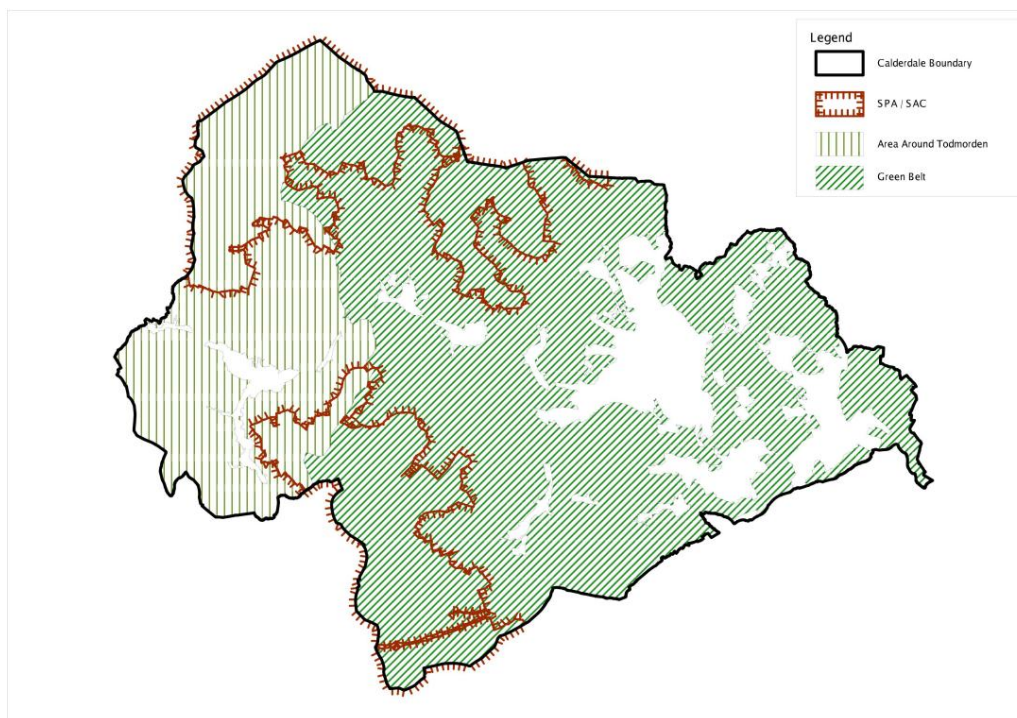 Legend
Calderdale Boundary
SPA / SAC
Area Around Todmorden
Green Belt